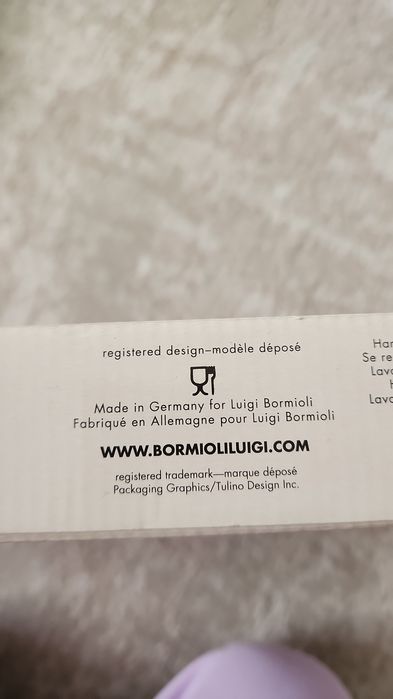 registered design–modèle déposé
Made in Germany for Luigi Bormioli
Fabriqué en Allemagne pour Luigi Bormioli
WWW.BORMIOLILUIGI.COM
registered trademark—marque déposé
Packaging Graphics/Tulino Design Inc.
Se